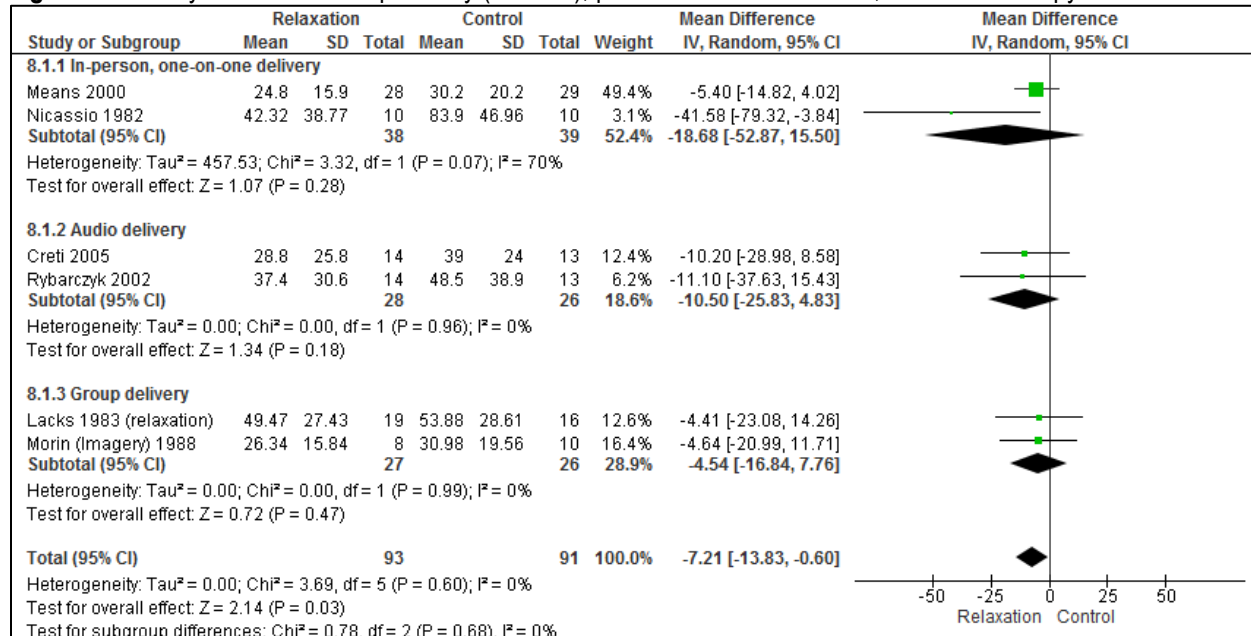 Relaxation Control Mean Difference Mean Difference
Study or Subgroup Mean SD Total Mean SD Total Weight IV, Random, 95% CI IV, Random, 95% CI
8.1.1 In-person, one-on-one delivery
Means 2000 24.8 15.9 28 30.2 20.2 29 49.4% -5.40 [-14.82, 4.02]
Nicassio 1982 42.32 38.77 10 83.9 46.96 10 3.1% -41.58 [-79.32, -3.84]
Subtotal (95% CI) 38 39 52.4% -18.68 [-52.87, 15.50]
Heterogeneity: Tau² = 457.53; Chi² = 3.32, df = 1 (P = 0.07); I² = 70%
Test for overall effect: Z = 1.07 (P = 0.28)
8.1.2 Audio delivery
Creti 2005 28.8 25.8 14 39 24 13 12.4% -10.20 [-28.98, 8.58]
Rybarczyk 2002 37.4 30.6 14 48.5 38.9 13 6.2% -11.10 [-37.63, 15.43]
Subtotal (95% CI) 28 26 18.6% -10.50 [-25.83, 4.83]
Heterogeneity: Tau² = 0.00; Chi² = 0.00, df = 1 (P = 0.96); I² = 0%
Test for overall effect: Z = 1.34 (P = 0.18)
8.1.3 Group delivery
Lacks 1983 (relaxation) 49.47 27.43 19 53.88 28.61 16 12.6% -4.41 [-23.08, 14.26]
Morin (Imagery) 1988 26.34 15.84 8 30.98 19.56 10 16.4% -4.64 [-20.99, 11.71]
Subtotal (95% CI) 27 26 28.9% -4.54 [-16.84, 7.76]
Heterogeneity: Tau² = 0.00; Chi² = 0.00, df = 1 (P = 0.99); I² = 0%
Test for overall effect: Z = 0.72 (P = 0.47)
Total (95% CI) 93 91 100.0% -7.21 [-13.83, -0.60]
Heterogeneity: Tau² = 0.00; Chi² = 3.69, df = 5 (P = 0.60); I² = 0%
Test for overall effect: Z = 2.14 (P = 0.03)
Test for subgroup differences: Chi² = 0.78, df = 2 (P = 0.68), I² = 0%
-50 -25 0 25 50
Relaxation Control